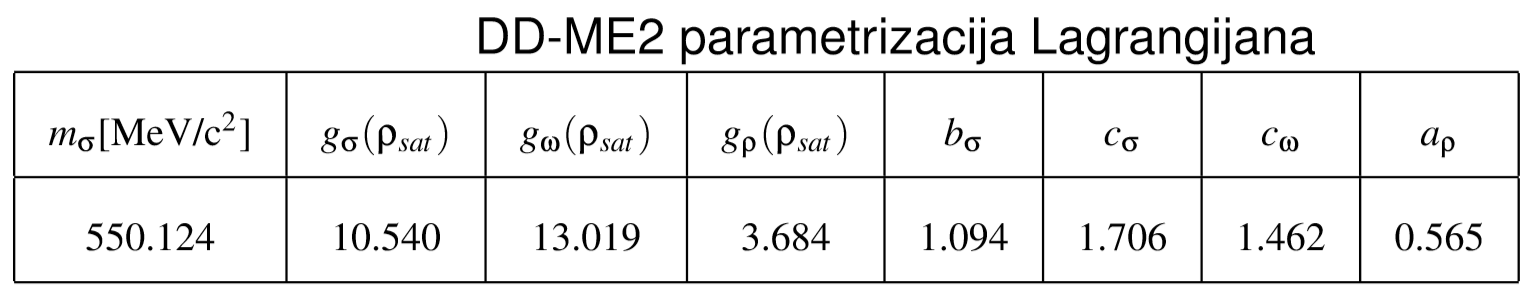 DD-ME2 parametrizacija Lagrangijana
m_σ[MeV/c²] g_σ(ρ_sat) g_ω(ρ_sat) g_ρ(ρ_sat) b_σ c_σ c_ω a_ρ
550.124 10.540 13.019 3.684 1.094 1.706 1.462 0.565